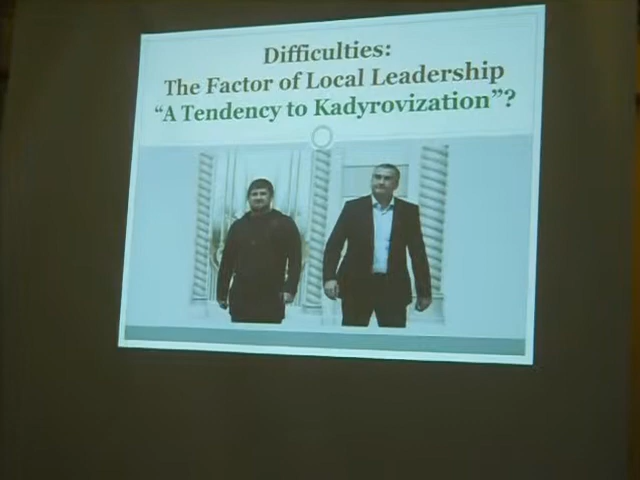 Difficulties:
The Factor of Local Leadership
“A Tendency to Kadyrovization”?